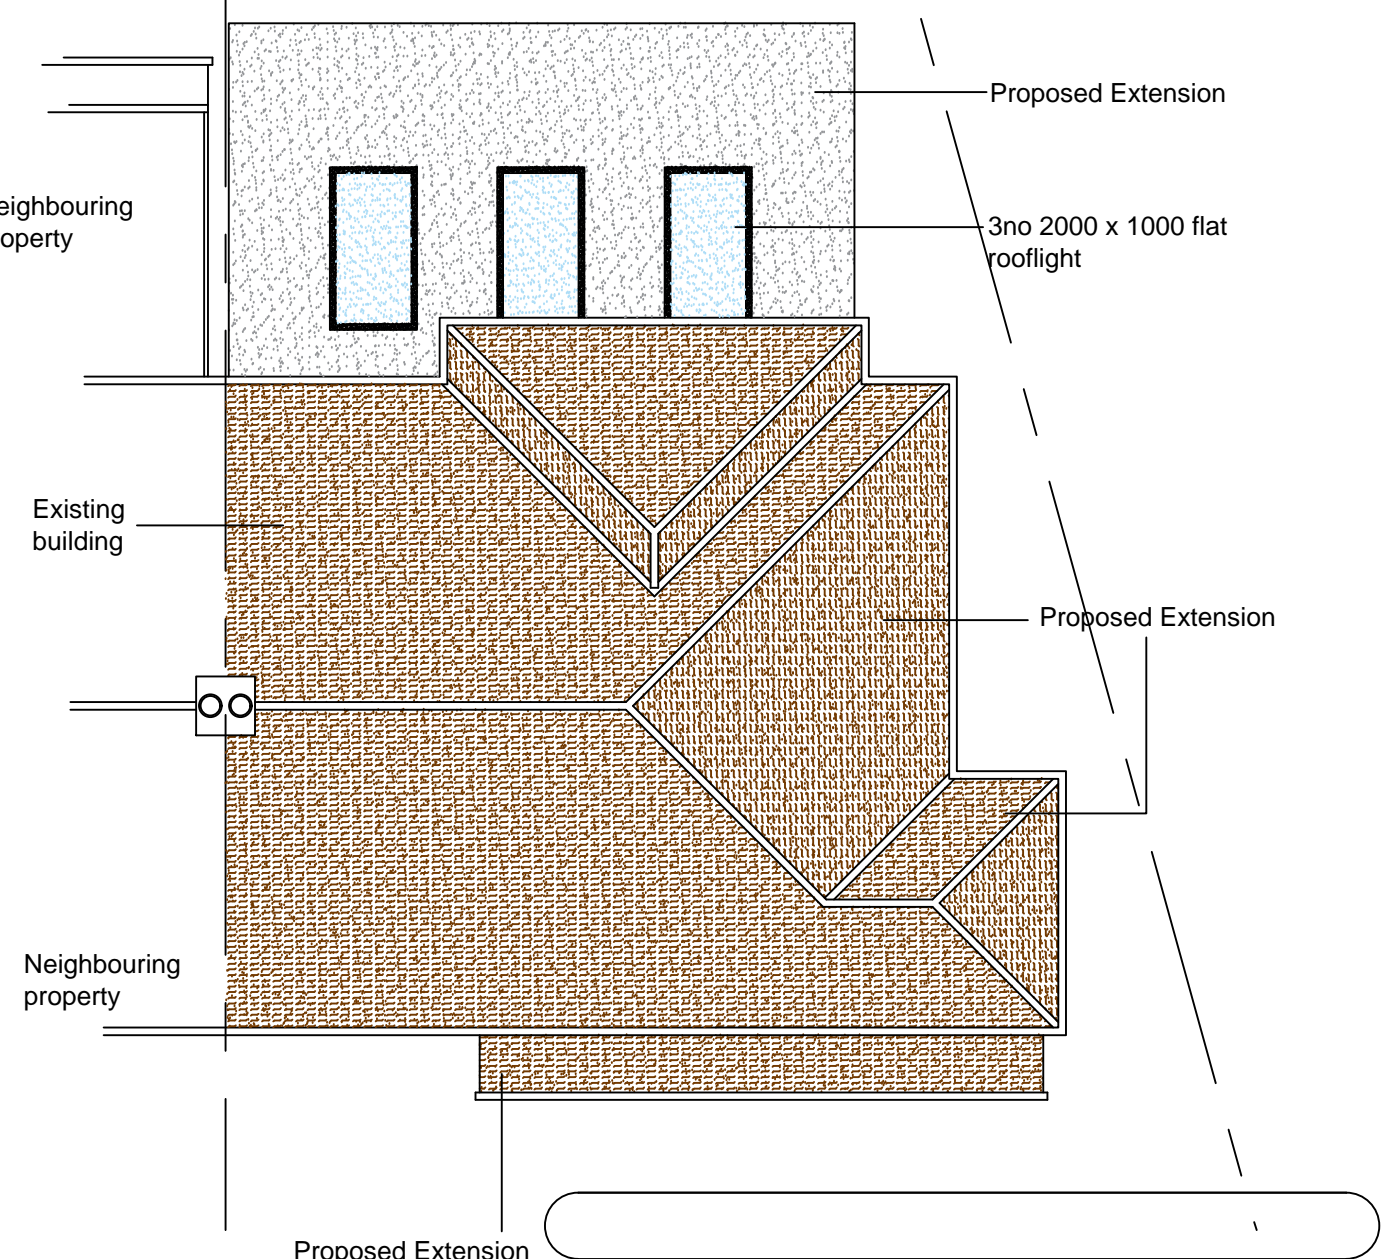 Proposed Extension
eighbouring
operty
3no 2000 x 1000 flat
rooflight
Existing
building
Proposed Extension
Neighbouring
property
Proposed Extension